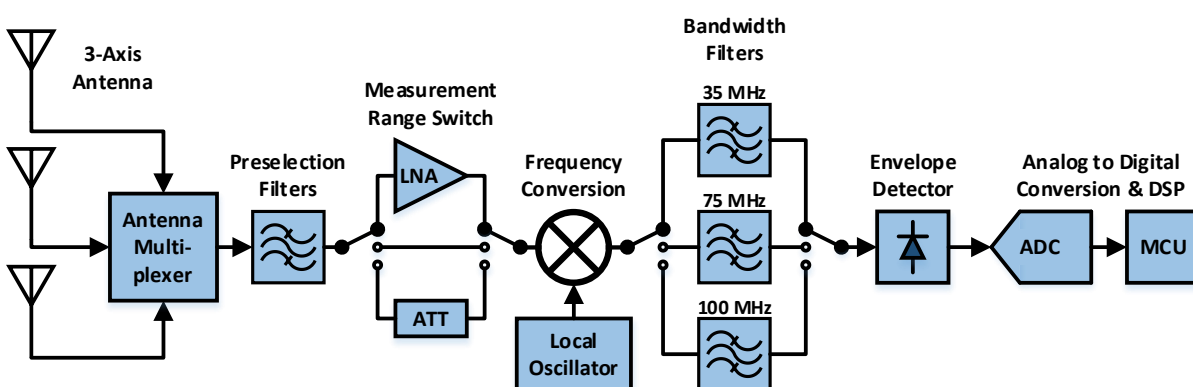 3-Axis
Antenna
Antenna
Multi-
plexer
Preselection
Filters
Measurement
Range Switch
LNA
ATT
Frequency
Conversion
Local
Oscillator
Bandwidth
Filters
35 MHz
75 MHz
100 MHz
Envelope
Detector
Analog to Digital
Conversion & DSP
ADC
MCU